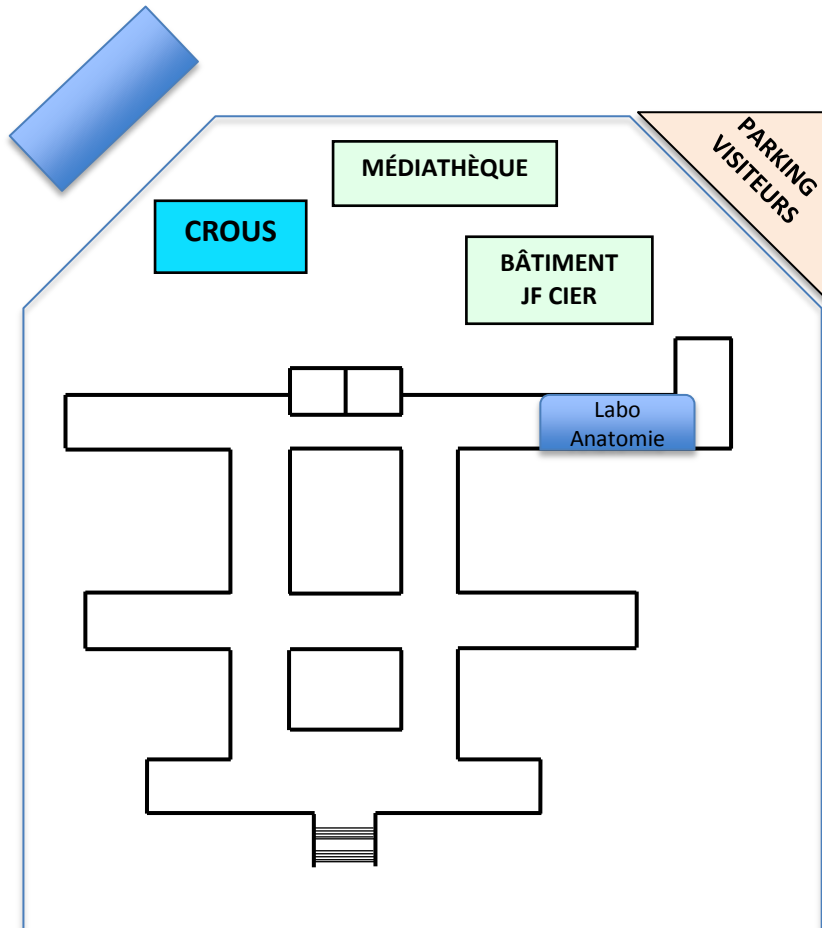 PARKING
VISITEURS
MÉDIATHÈQUE
CROUS
BÂTIMENT
JF CIER
Labo
Anatomie